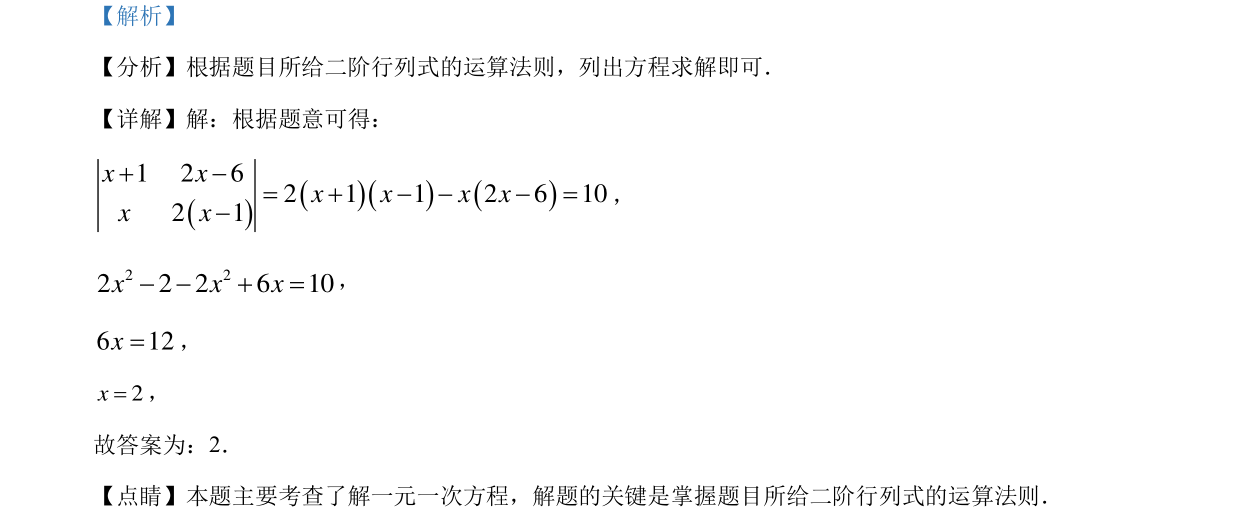 【解析】
【分析】根据题目所给二阶行列式的运算法则，列出方程求解即可．
【详解】解：根据题意可得：
|x+1 2x−6|
|x 2(x−1)| =2(x+1)(x−1)−x(2x−6)=10，
2x²−2−2x²+6x=10，
6x=12，
x=2，
故答案为：2．
【点睛】本题主要考查了解一元一次方程，解题的关键是掌握题目所给二阶行列式的运算法则．